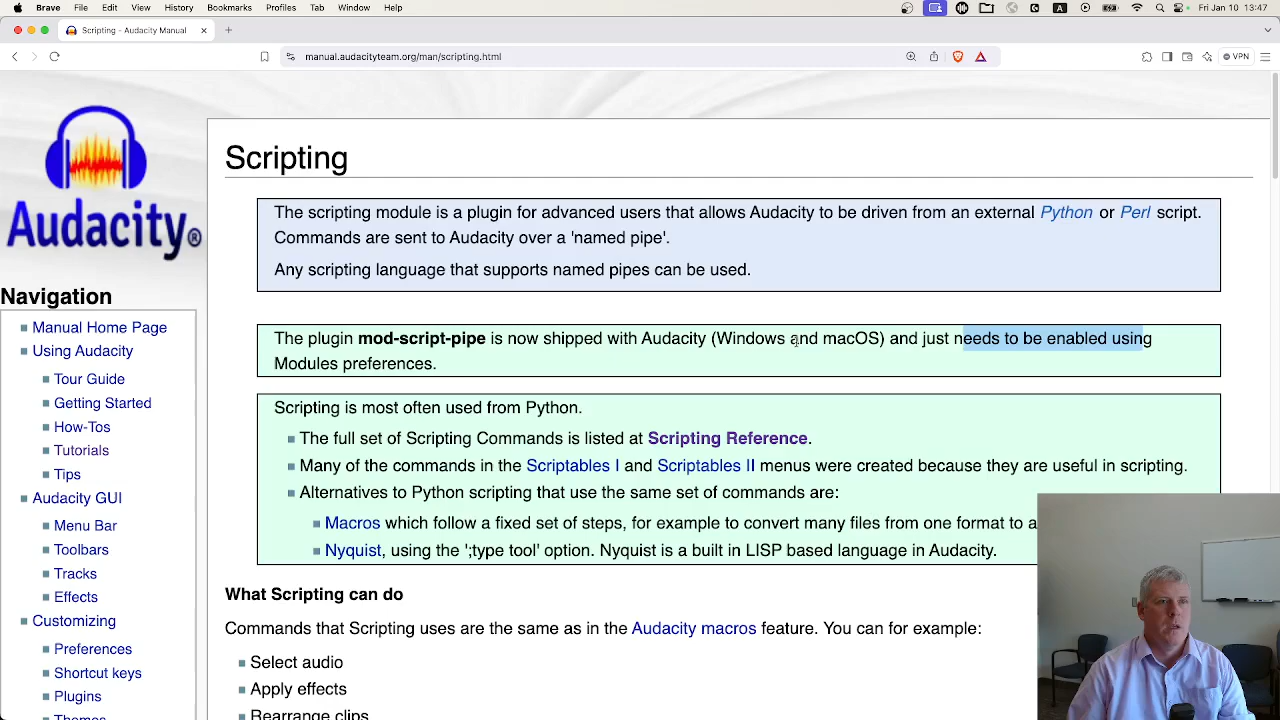 Brave File Edit View History Bookmarks Profiles Tab Window Help
A Fri Jan 10 13:47
Scripting - Audacity Manual
manual.audacityteam.org/man/scripting.html
VPN
Audacity®
Scripting
The scripting module is a plugin for advanced users that allows Audacity to be driven from an external Python or Perl script.
Commands are sent to Audacity over a 'named pipe'.
Any scripting language that supports named pipes can be used.
The plugin mod-script-pipe is now shipped with Audacity (Windows and macOS) and just needs to be enabled using
Modules preferences.
Scripting is most often used from Python.
The full set of Scripting Commands is listed at Scripting Reference.
Many of the commands in the Scriptables I and Scriptables II menus were created because they are useful in scripting.
Alternatives to Python scripting that use the same set of commands are:
Macros which follow a fixed set of steps, for example to convert many files from one format to a
Nyquist, using the ';type tool' option. Nyquist is a built in LISP based language in Audacity.
What Scripting can do
Commands that Scripting uses are the same as in the Audacity macros feature. You can for example:
Select audio
Apply effects
Rearrange clips
Navigation
Manual Home Page
Using Audacity
Tour Guide
Getting Started
How-Tos
Tutorials
Tips
Audacity GUI
Menu Bar
Toolbars
Tracks
Effects
Customizing
Preferences
Shortcut keys
Plugins
Themes